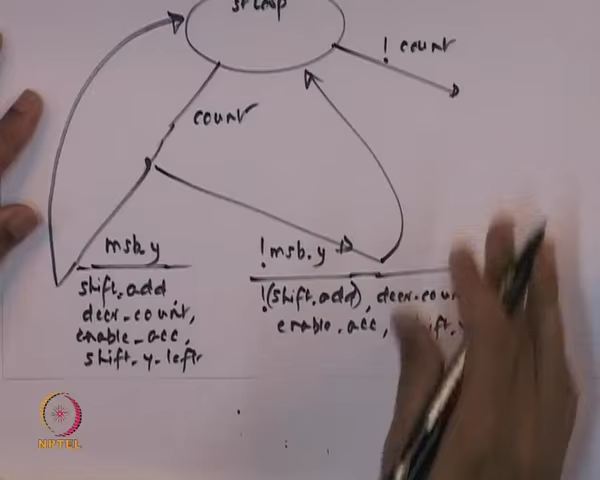 ! count
count
msb.y
shift.add,
decr-count,
enable-acc,
shift-y-left
!msb.y
!(shift.add), decr-coun
enable.acc,
NPTEL